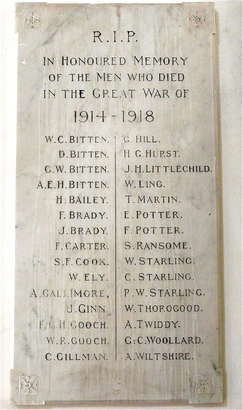 R.I.P.
IN HONOURED MEMORY
OF THE MEN WHO DIED
IN THE GREAT WAR OF
1914-1918
W.C. BITTEN.
D. BITTEN.
G.W. BITTEN.
A.E.H. BITTEN.
H. BAILEY.
F. BRADY.
J. BRADY.
F. CARTER.
S.F. COOK.
W. ELY.
A. GALLIMORE.
J. GINN.
GOOCH.
W.R. GOOCH.
C. GILLMAN.
G. HILL.
H.G. HURST.
J.H. LITTLECHILD.
W. LING.
T. MARTIN.
E. POTTER.
F. POTTER.
S. RANSOME.
W. STARLING.
C. STARLING.
P.W. STARLING.
W. THOROGOOD.
A. TWIDDY.
G.C. WOOLLARD.
A. WILTSHIRE.